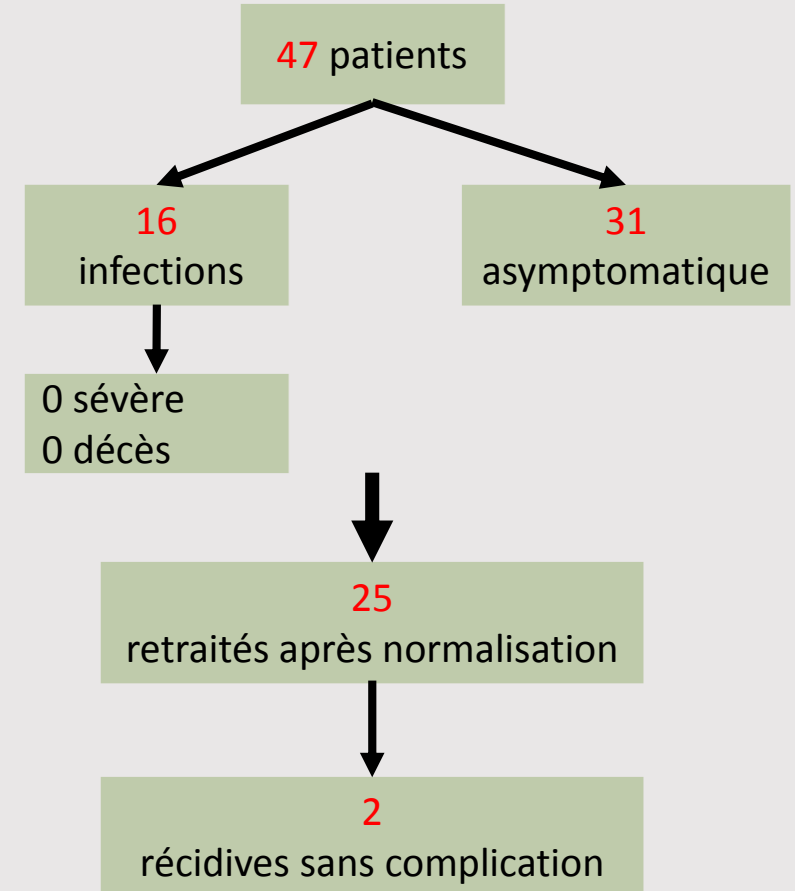 47 patients
16
infections
31
asymptomatique
0 sévère
0 décès
25
retraités après normalisation
2
récidives sans complication